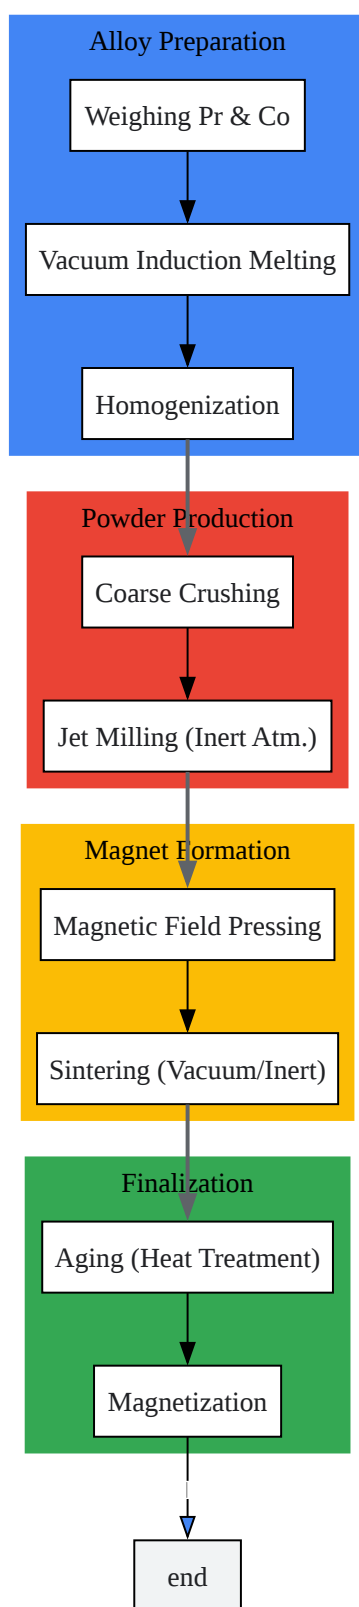 Alloy Preparation
Weighing Pr & Co
Vacuum Induction Melting
Homogenization
Powder Production
Coarse Crushing
Jet Milling (Inert Atm.)
Magnet Formation
Magnetic Field Pressing
Sintering (Vacuum/Inert)
Finalization
Aging (Heat Treatment)
Magnetization
end